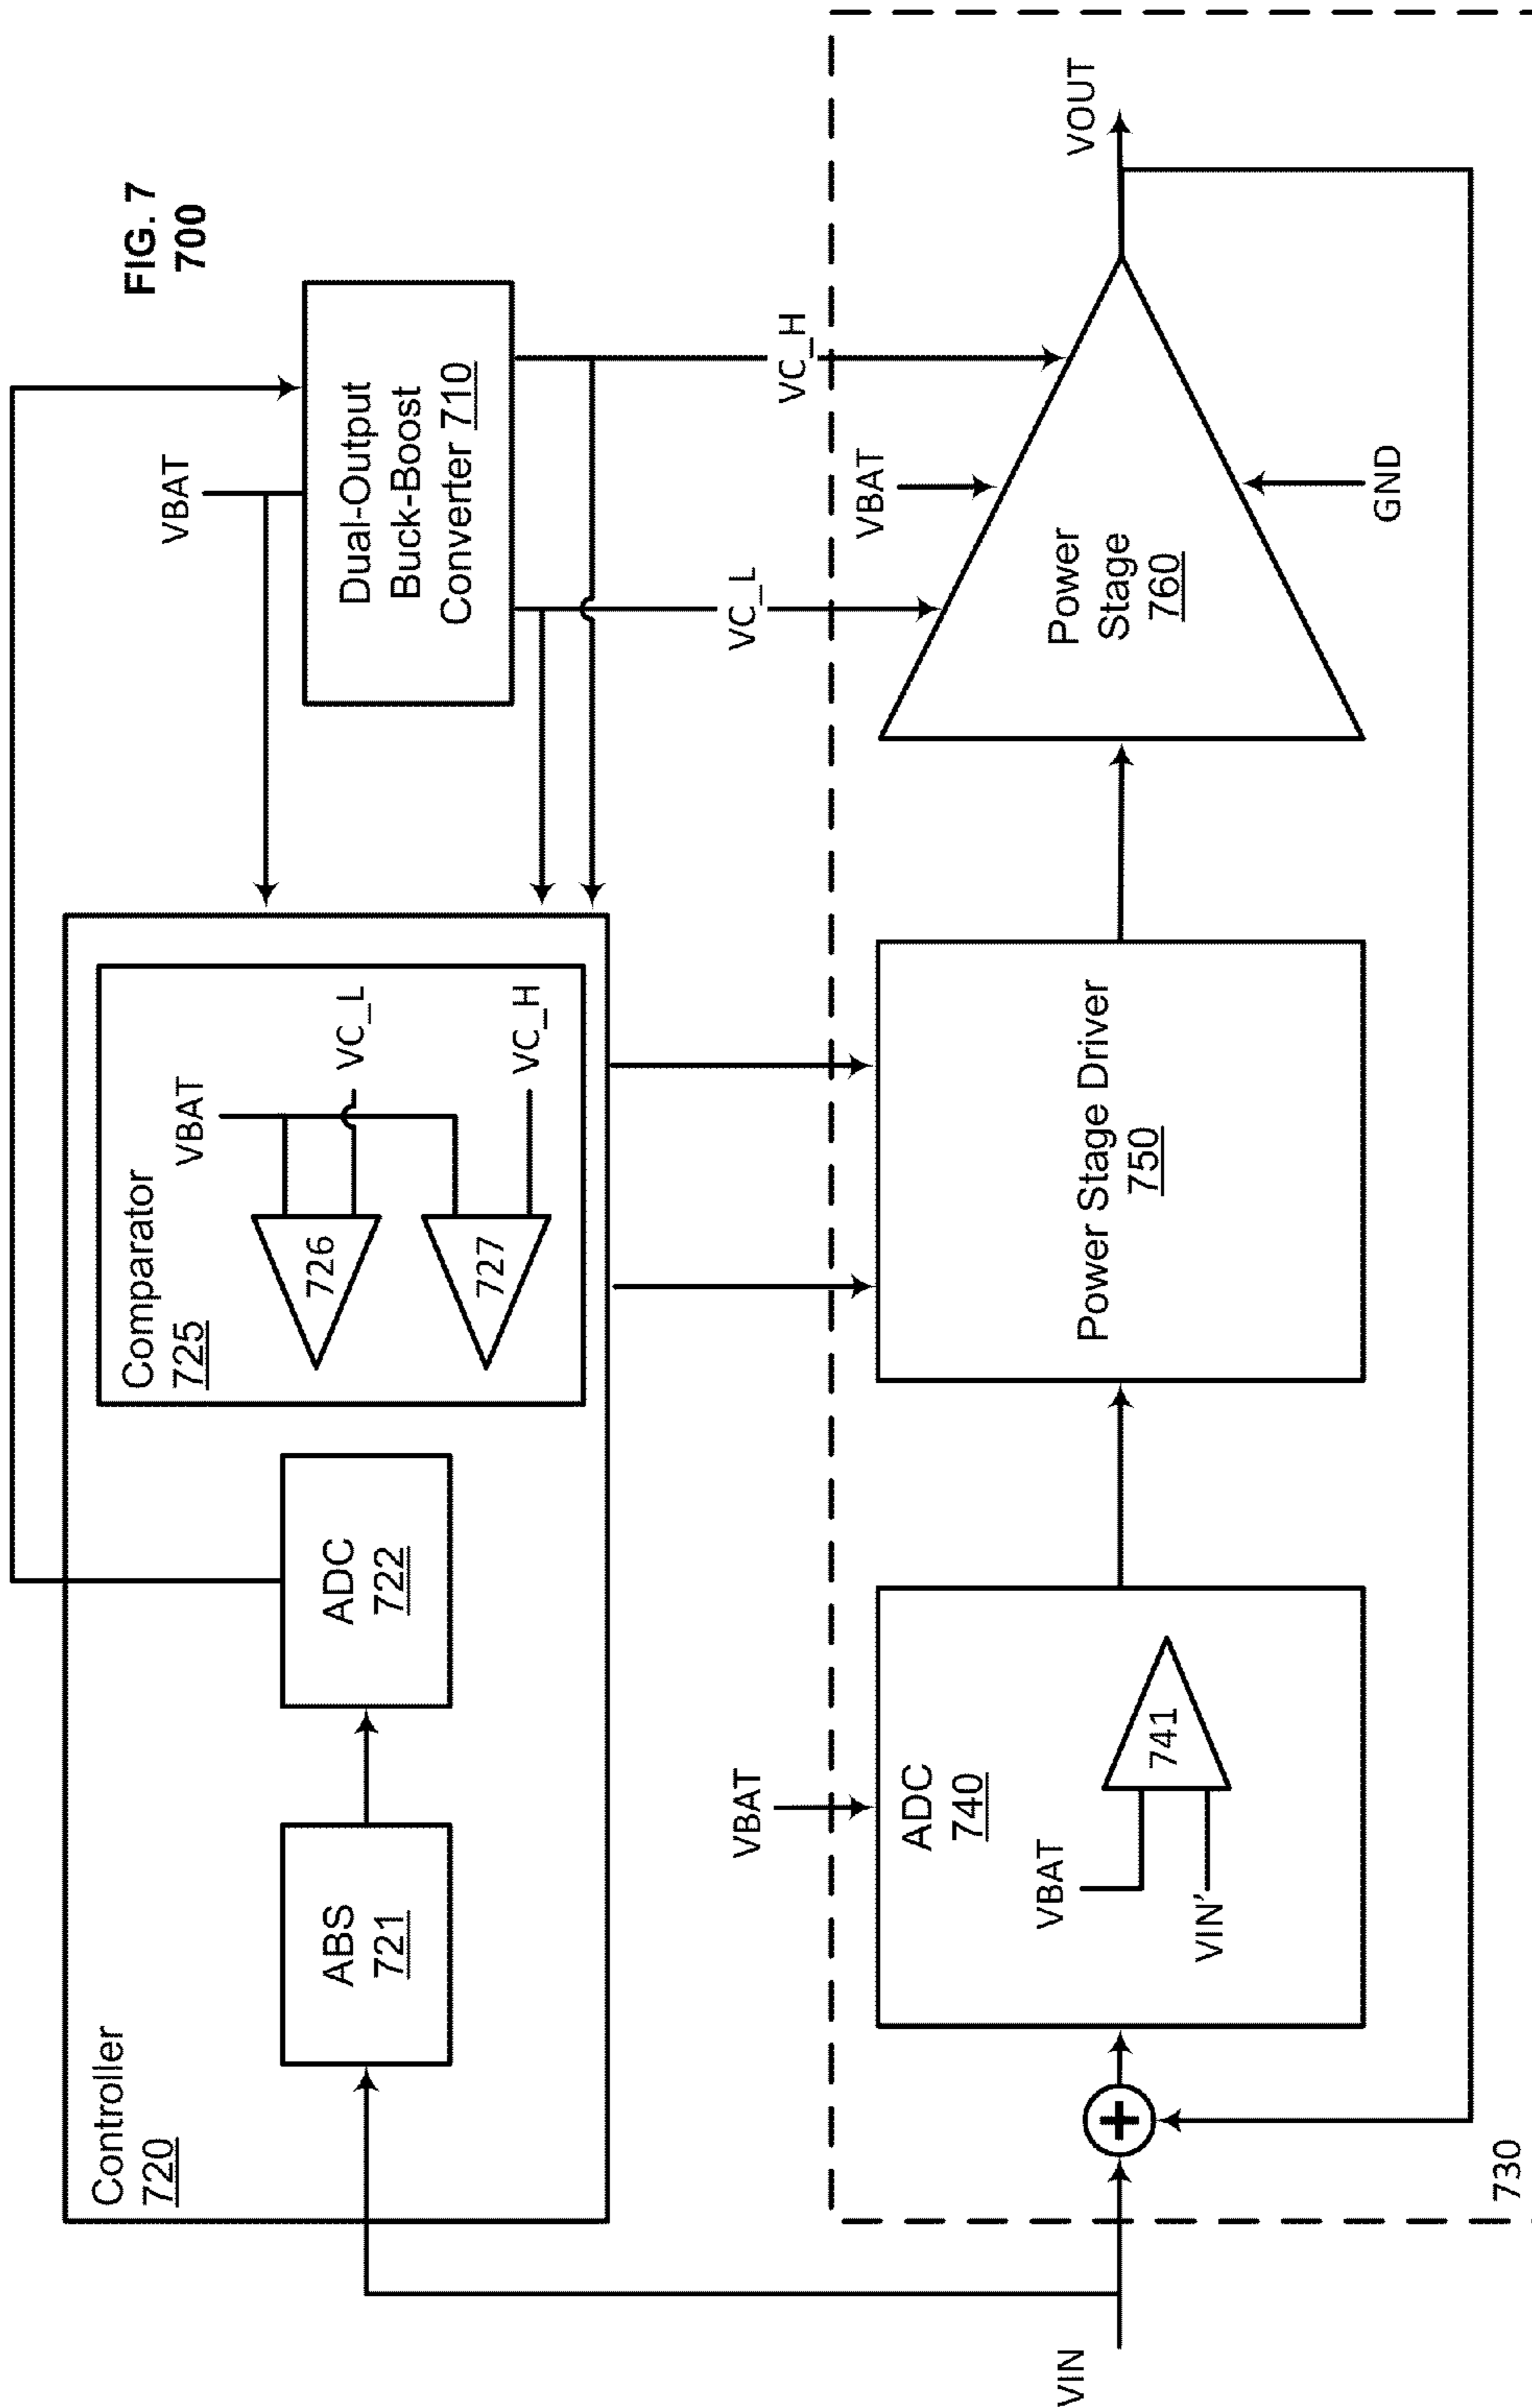 FIG. 7
700
Controller
720
ABS
721
ADC
722
Comparator
725
VBAT
726
VC_L
727
VC_H
VBAT
Dual-Output
Buck-Boost
Converter 710
VC_L
VC_H
VIN
+
VBAT
ADC
740
VBAT
VIN'
741
Power Stage Driver
750
VBAT
Power
Stage
760
GND
VOUT
730